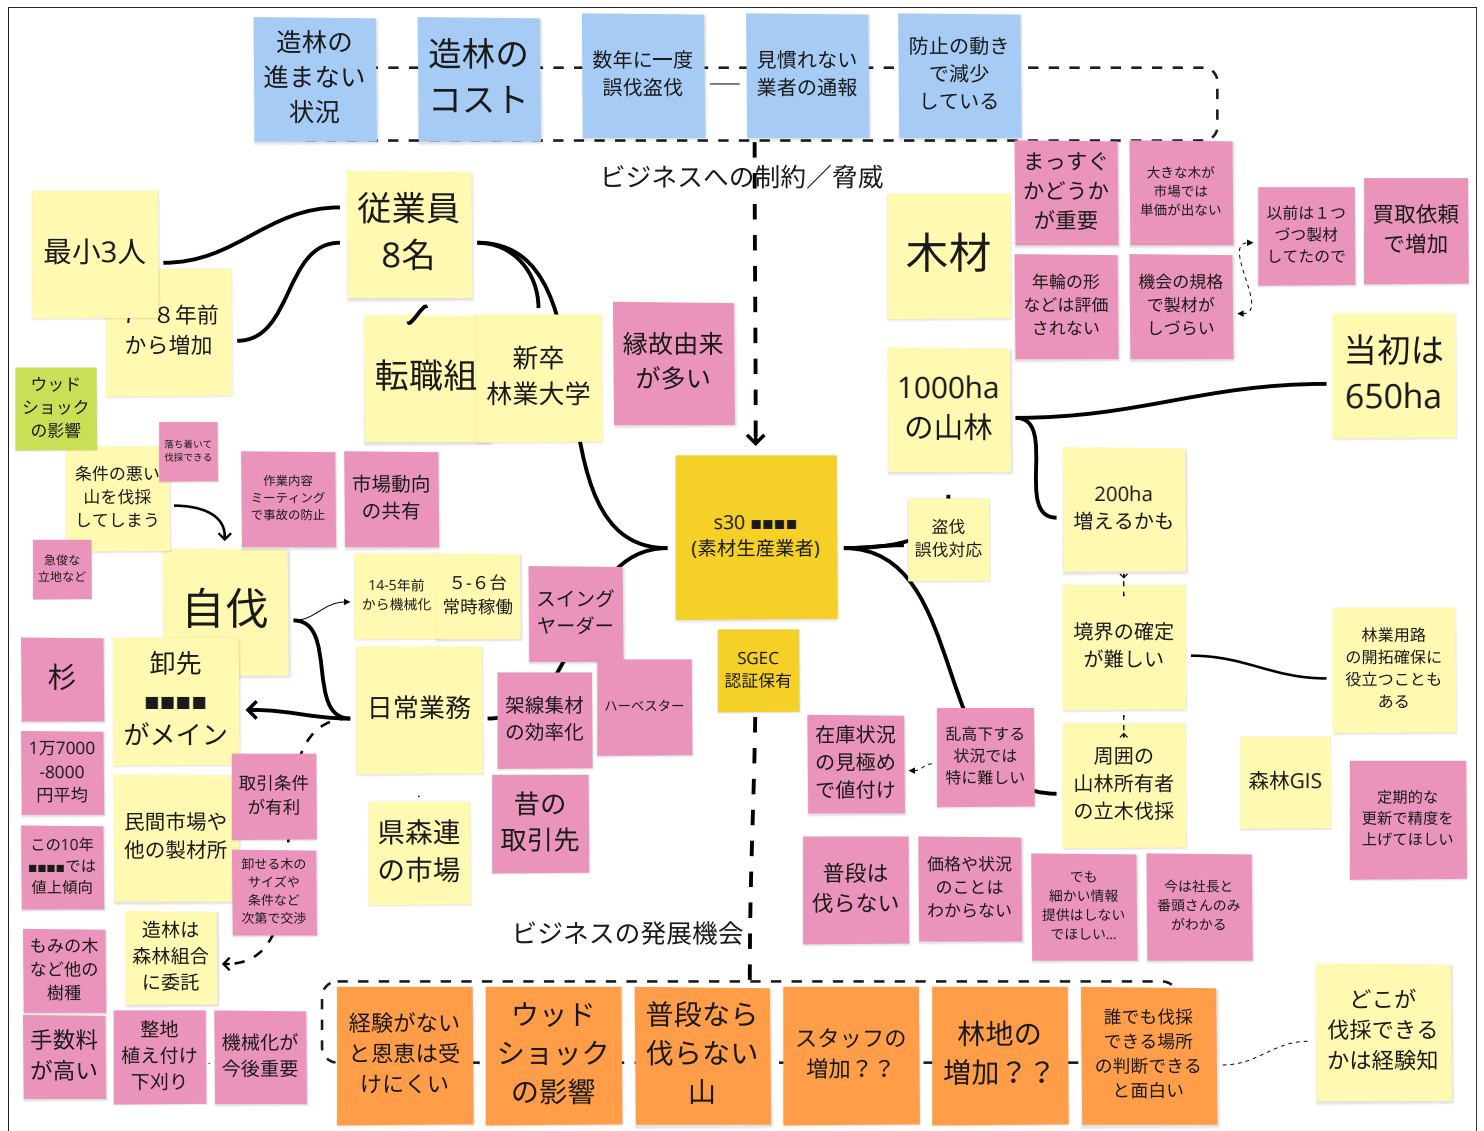 造林の
進まない
状況
造林の
コスト
数年に一度
誤伐盗伐
見慣れない
業者の通報
防止の動き
で減少
している
ビジネスへの制約／脅威
最小3人
８年前
から増加
従業員
8名
転職組
新卒
林業大学
縁故由来
が多い
木材
まっすぐ
かどうか
が重要
大きな木が
市場では
単価が出ない
以前は１つ
づつ製材
してたので
買取依頼
で増加
年輪の形
などは評価
されない
機会の規格
で製材が
しづらい
1000ha
の山林
当初は
650ha
ウッド
ショック
の影響
落ち着いて
伐採できる
条件の悪い
山を伐採
してしまう
急俊な
立地など
作業内容
ミーティング
で事故の防止
市場動向
の共有
自伐
14-5年前
から機械化
５-６台
常時稼働
スイング
ヤーダー
s30 ■■■■
(素材生産業者)
SGEC
認証保有
盗伐
誤伐対応
200ha
増えるかも
境界の確定
が難しい
林業用路
の開拓確保に
役立つことも
ある
周囲の
山林所有者
の立木伐採
森林GIS
定期的な
更新で精度を
上げてほしい
杉
卸先
■■■■
がメイン
日常業務
架線集材
の効率化
ハーベスター
在庫状況
の見極め
で値付け
乱高下する
状況では
特に難しい
1万7000
-8000
円平均
民間市場や
他の製材所
取引条件
が有利
県森連
の市場
昔の
取引先
この10年
■■■■では
値上傾向
卸せる木の
サイズや
条件など
次第で交渉
普段は
伐らない
価格や状況
のことは
わからない
でも
細かい情報
提供はしない
でほしい...
今は社長と
番頭さんのみ
がわかる
もみの木
など他の
樹種
造林は
森林組合
に委託
ビジネスの発展機会
手数料
が高い
整地
植え付け
下刈り
機械化が
今後重要
経験がない
と恩恵は受
けにくい
ウッド
ショック
の影響
普段なら
伐らない
山
スタッフの
増加？？
林地の
増加？？
誰でも伐採
できる場所
の判断できる
と面白い
どこが
伐採できる
かは経験知